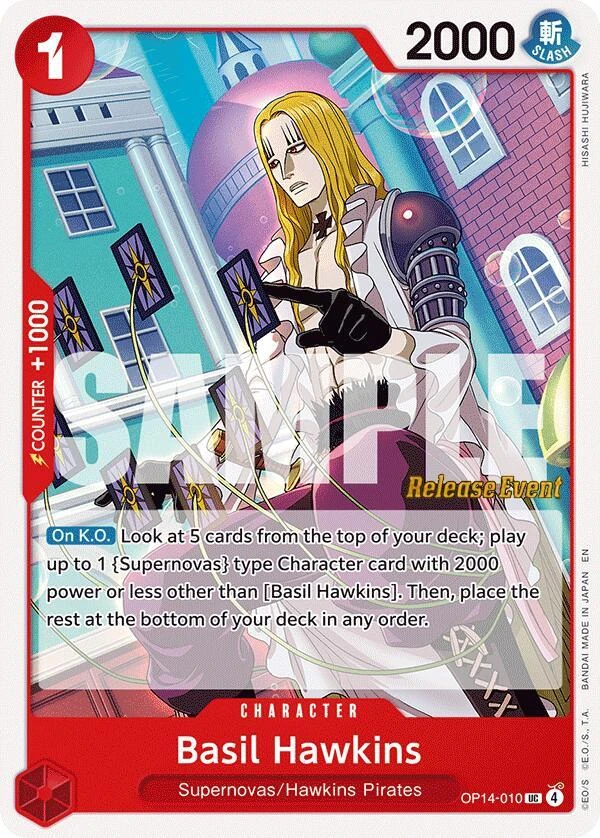 1
2000
斬
SLASH
HISASHI HUJIWARA
COUNTER +1000
SAMPLE
Release Event
On K.O. Look at 5 cards from the top of your deck; play
up to 1 {Supernovas} type Character card with 2000
power or less other than [Basil Hawkins]. Then, place the
rest at the bottom of your deck in any order.
CHARACTER
Basil Hawkins
Supernovas/Hawkins Pirates
OP14-010 UC 4
©EO/S ©E.O./S., T.A. BANDAI MADE IN JAPAN EN